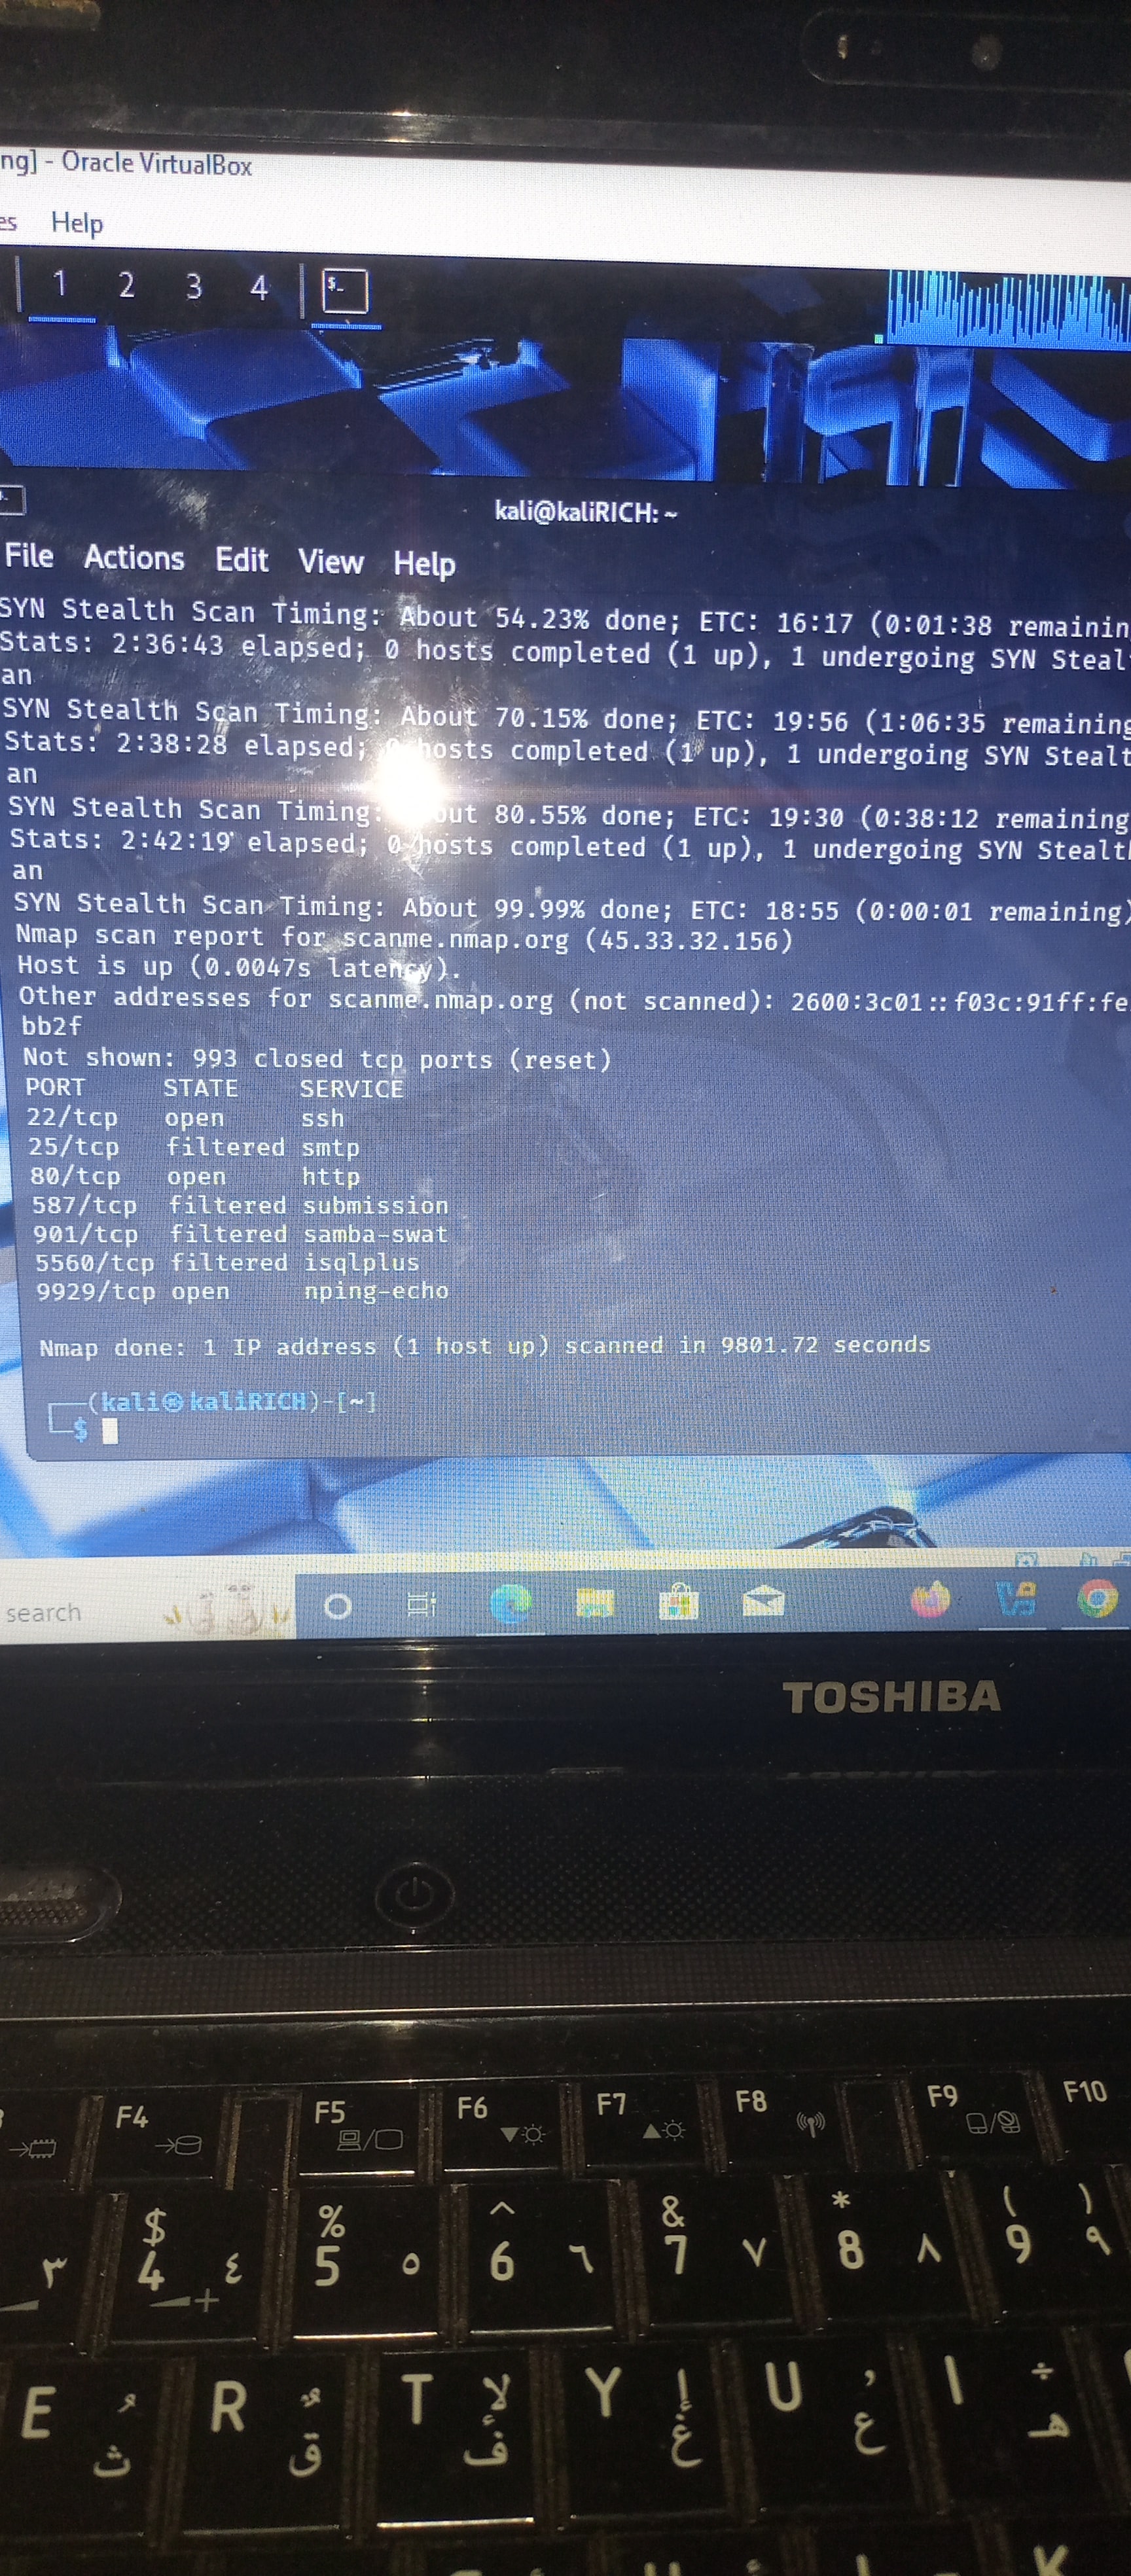 ng] - Oracle VirtualBox
es Help
1 2 3 4
kali@kaliRICH: ~
File Actions Edit View Help
SYN Stealth Scan Timing: About 54.23% done; ETC: 16:17 (0:01:38 remainin
Stats: 2:36:43 elapsed; 0 hosts completed (1 up), 1 undergoing SYN Steal
an
SYN Stealth Scan Timing: About 70.15% done; ETC: 19:56 (1:06:35 remaining
Stats: 2:38:28 elapsed; hosts completed (1 up), 1 undergoing SYN Stealt
an
SYN Stealth Scan Timing: About 80.55% done; ETC: 19:30 (0:38:12 remaining
Stats: 2:42:19 elapsed; 0 hosts completed (1 up), 1 undergoing SYN Stealt
an
SYN Stealth Scan Timing: About 99.99% done; ETC: 18:55 (0:00:01 remaining)
Nmap scan report for scanme.nmap.org (45.33.32.156)
Host is up (0.0047s latency).
Other addresses for scanme.nmap.org (not scanned): 2600:3c01::f03c:91ff:fe
bb2f
Not shown: 993 closed tcp ports (reset)
PORT STATE SERVICE
22/tcp open ssh
25/tcp filtered smtp
80/tcp open http
587/tcp filtered submission
901/tcp filtered samba-swat
5560/tcp filtered isqlplus
9929/tcp open nping-echo
Nmap done: 1 IP address (1 host up) scanned in 9801.72 seconds
(kali㉿kaliRICH)-[~]
$
search
TOSHIBA
F4 F5 F6 F7 F8 F9 F10
$ % ^ & * ( )
٣ 4 ٤ 5 ٥ 6 ٦ 7 ٧ 8 ٨ 9 ٩
E R T لإ Y إ U ، I ÷
ث ق ف غ ع ه
K